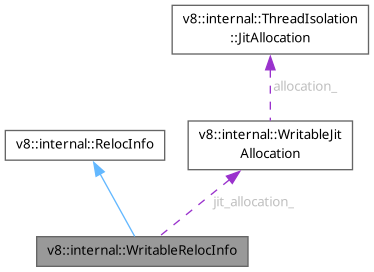 v8::internal::ThreadIsolation
::JitAllocation
allocation_
v8::internal::RelocInfo
v8::internal::WritableJit
Allocation
jit_allocation_
v8::internal::WritableRelocInfo